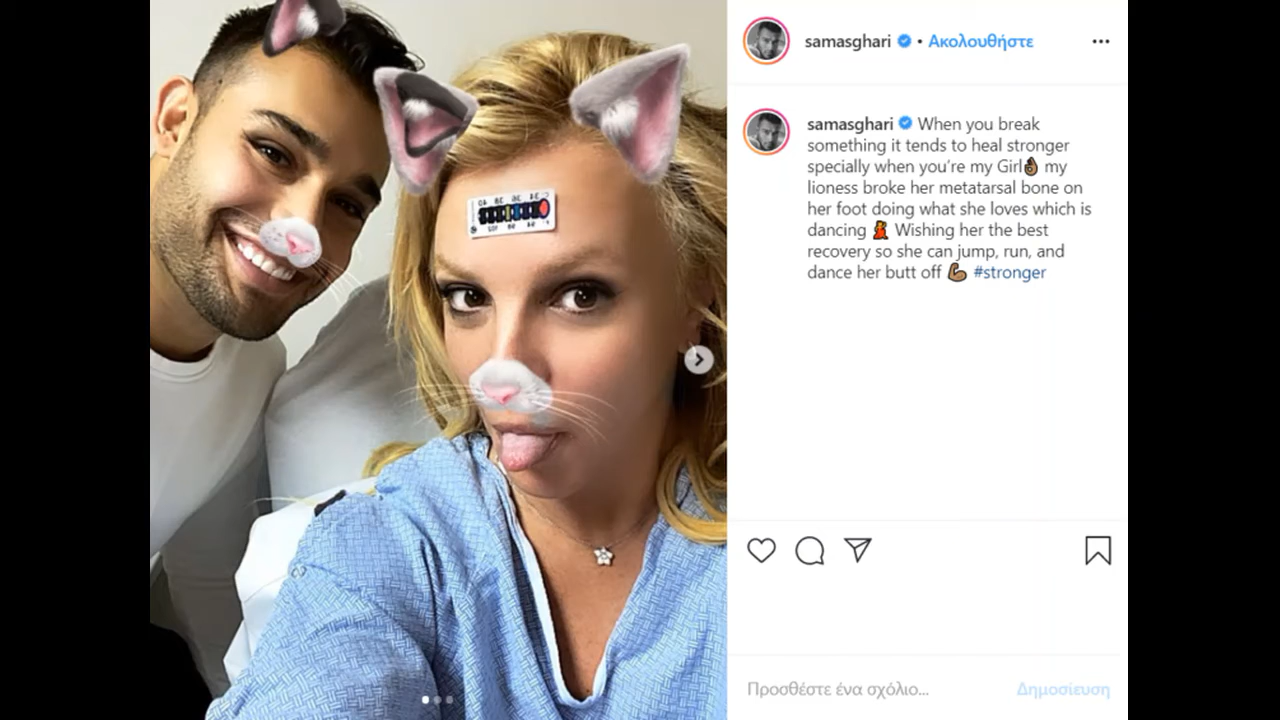 samasghari • Ακολουθήστε
samasghari When you break
something it tends to heal stronger
specially when you're my Girl👌🏾 my
lioness broke her metatarsal bone on
her foot doing what she loves which is
dancing 💃 Wishing her the best
recovery so she can jump, run, and
dance her butt off 💪🏽 #stronger
Προσθέστε ένα σχόλιο...
Δημοσίευση